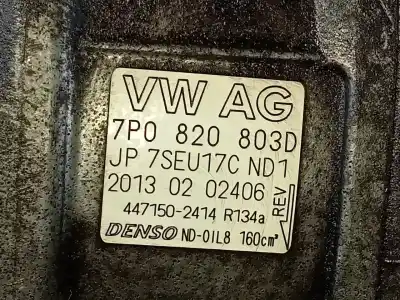 VW AG
7P0 820 803D
JP 7SEU17C ND1
2013 02 02406
447150-2414 R134a
REV
DENSO ND-OIL8 160cm³